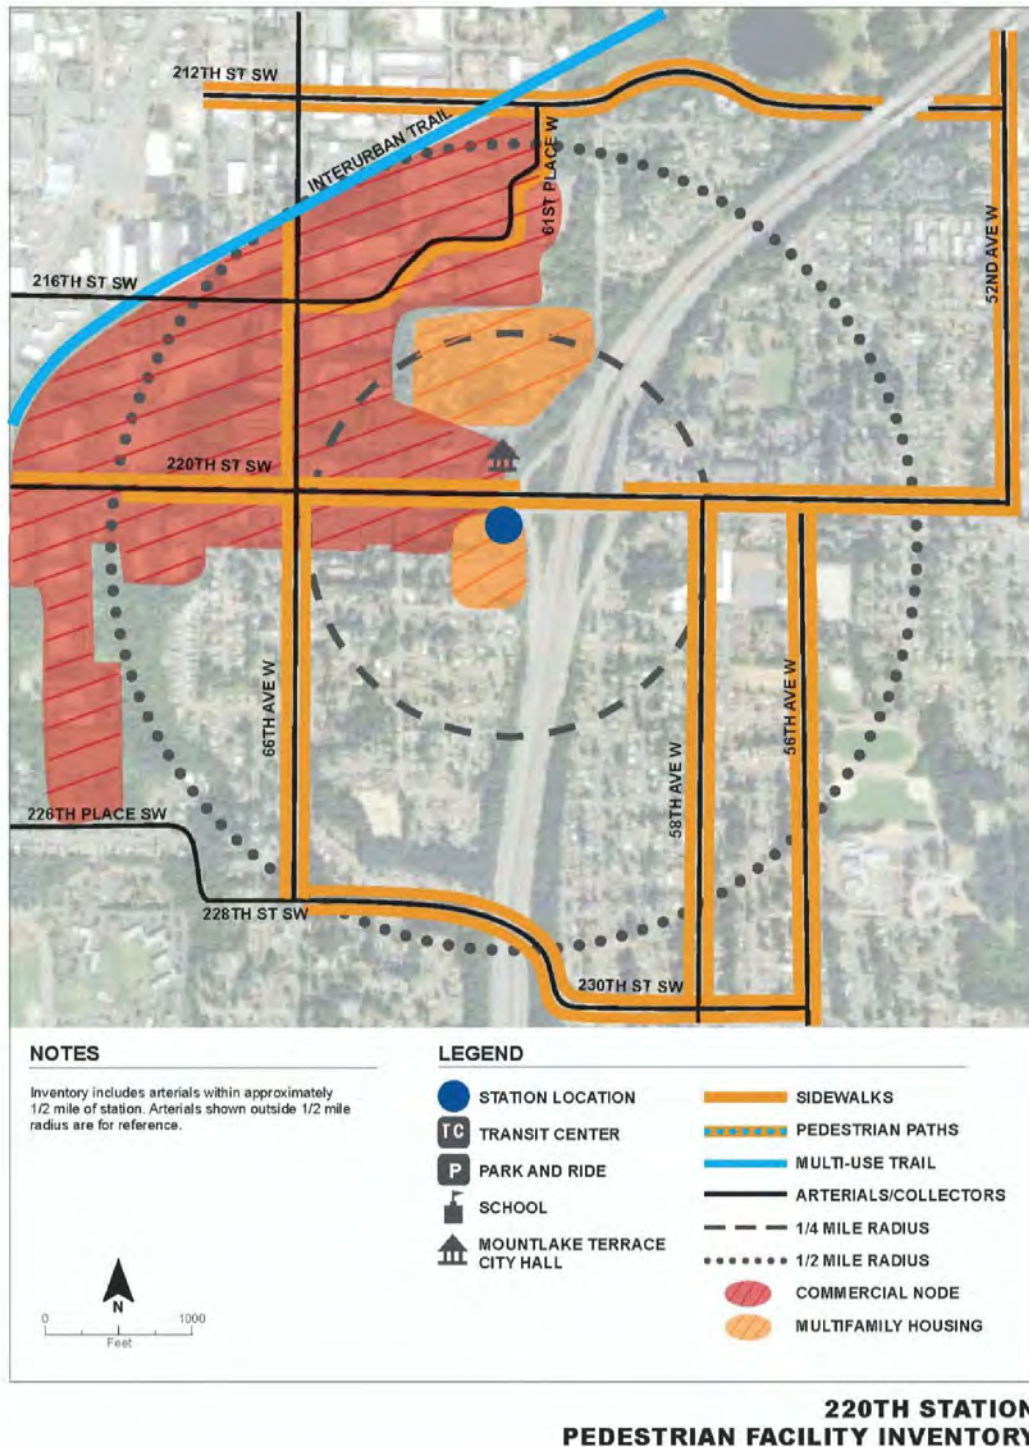 212TH ST SW
INTERURBAN TRAIL
61ST PLACE W
52ND AVE W
216TH ST SW
220TH ST SW
66TH AVE W
56TH AVE W
58TH AVE W
226TH PLACE SW
228TH ST SW
230TH ST SW
NOTES
Inventory includes arterials within approximately
1/2 mile of station. Arterials shown outside 1/2 mile
radius are for reference.
N
0 1000
Feet
LEGEND
STATION LOCATION
TC TRANSIT CENTER
P PARK AND RIDE
SCHOOL
MOUNTLAKE TERRACE
CITY HALL
SIDEWALKS
PEDESTRIAN PATHS
MULTI-USE TRAIL
ARTERIALS/COLLECTORS
1/4 MILE RADIUS
1/2 MILE RADIUS
COMMERCIAL NODE
MULTIFAMILY HOUSING
220TH STATION
PEDESTRIAN FACILITY INVENTORY